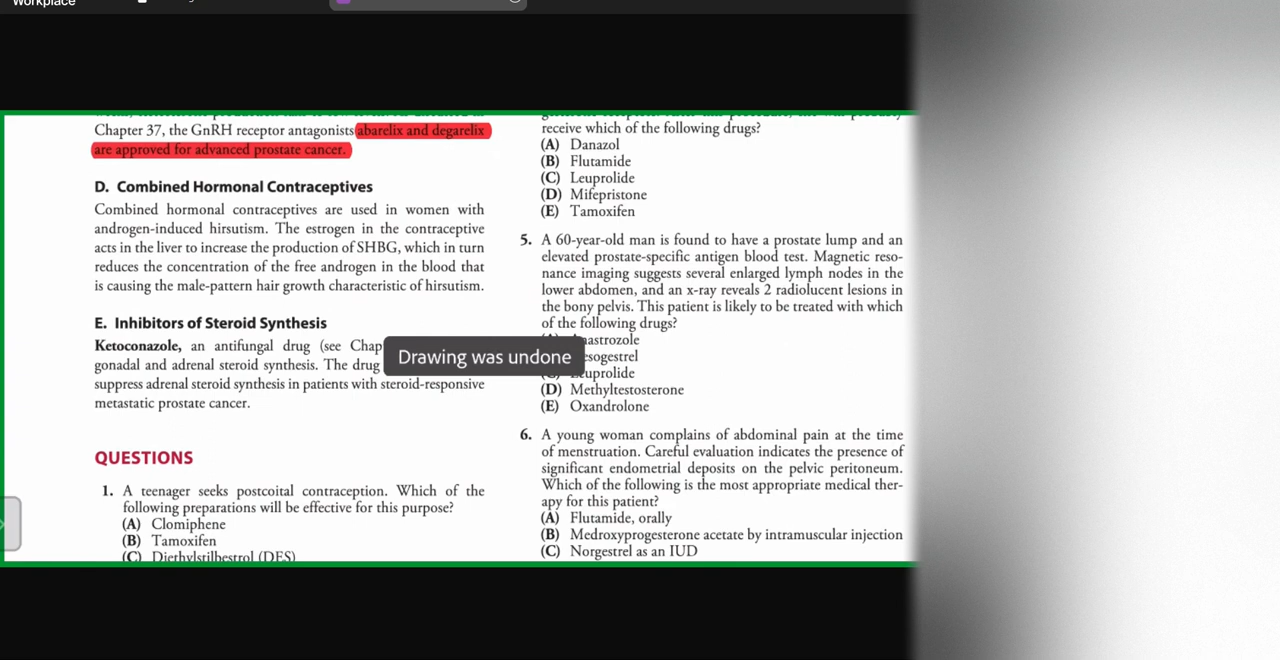 Workplace
Chapter 37, the GnRH receptor antagonists abarelix and degarelix
are approved for advanced prostate cancer.
D. Combined Hormonal Contraceptives
Combined hormonal contraceptives are used in women with
androgen-induced hirsutism. The estrogen in the contraceptive
acts in the liver to increase the production of SHBG, which in turn
reduces the concentration of the free androgen in the blood that
is causing the male-pattern hair growth characteristic of hirsutism.
E. Inhibitors of Steroid Synthesis
Ketoconazole, an antifungal drug (see Chap
gonadal and adrenal steroid synthesis. The drug
suppress adrenal steroid synthesis in patients with steroid-responsive
metastatic prostate cancer.
QUESTIONS
1. A teenager seeks postcoital contraception. Which of the
following preparations will be effective for this purpose?
(A) Clomiphene
(B) Tamoxifen
(C) Diethylstilbestrol (DES)
receive which of the following drugs?
(A) Danazol
(B) Flutamide
(C) Leuprolide
(D) Mifepristone
(E) Tamoxifen
5. A 60-year-old man is found to have a prostate lump and an
elevated prostate-specific antigen blood test. Magnetic reso-
nance imaging suggests several enlarged lymph nodes in the
lower abdomen, and an x-ray reveals 2 radiolucent lesions in
the bony pelvis. This patient is likely to be treated with which
of the following drugs?
nastrozole
esogestrel
euprolide
(D) Methyltestosterone
(E) Oxandrolone
6. A young woman complains of abdominal pain at the time
of menstruation. Careful evaluation indicates the presence of
significant endometrial deposits on the pelvic peritoneum.
Which of the following is the most appropriate medical ther-
apy for this patient?
(A) Flutamide, orally
(B) Medroxyprogesterone acetate by intramuscular injection
(C) Norgestrel as an IUD
Drawing was undone